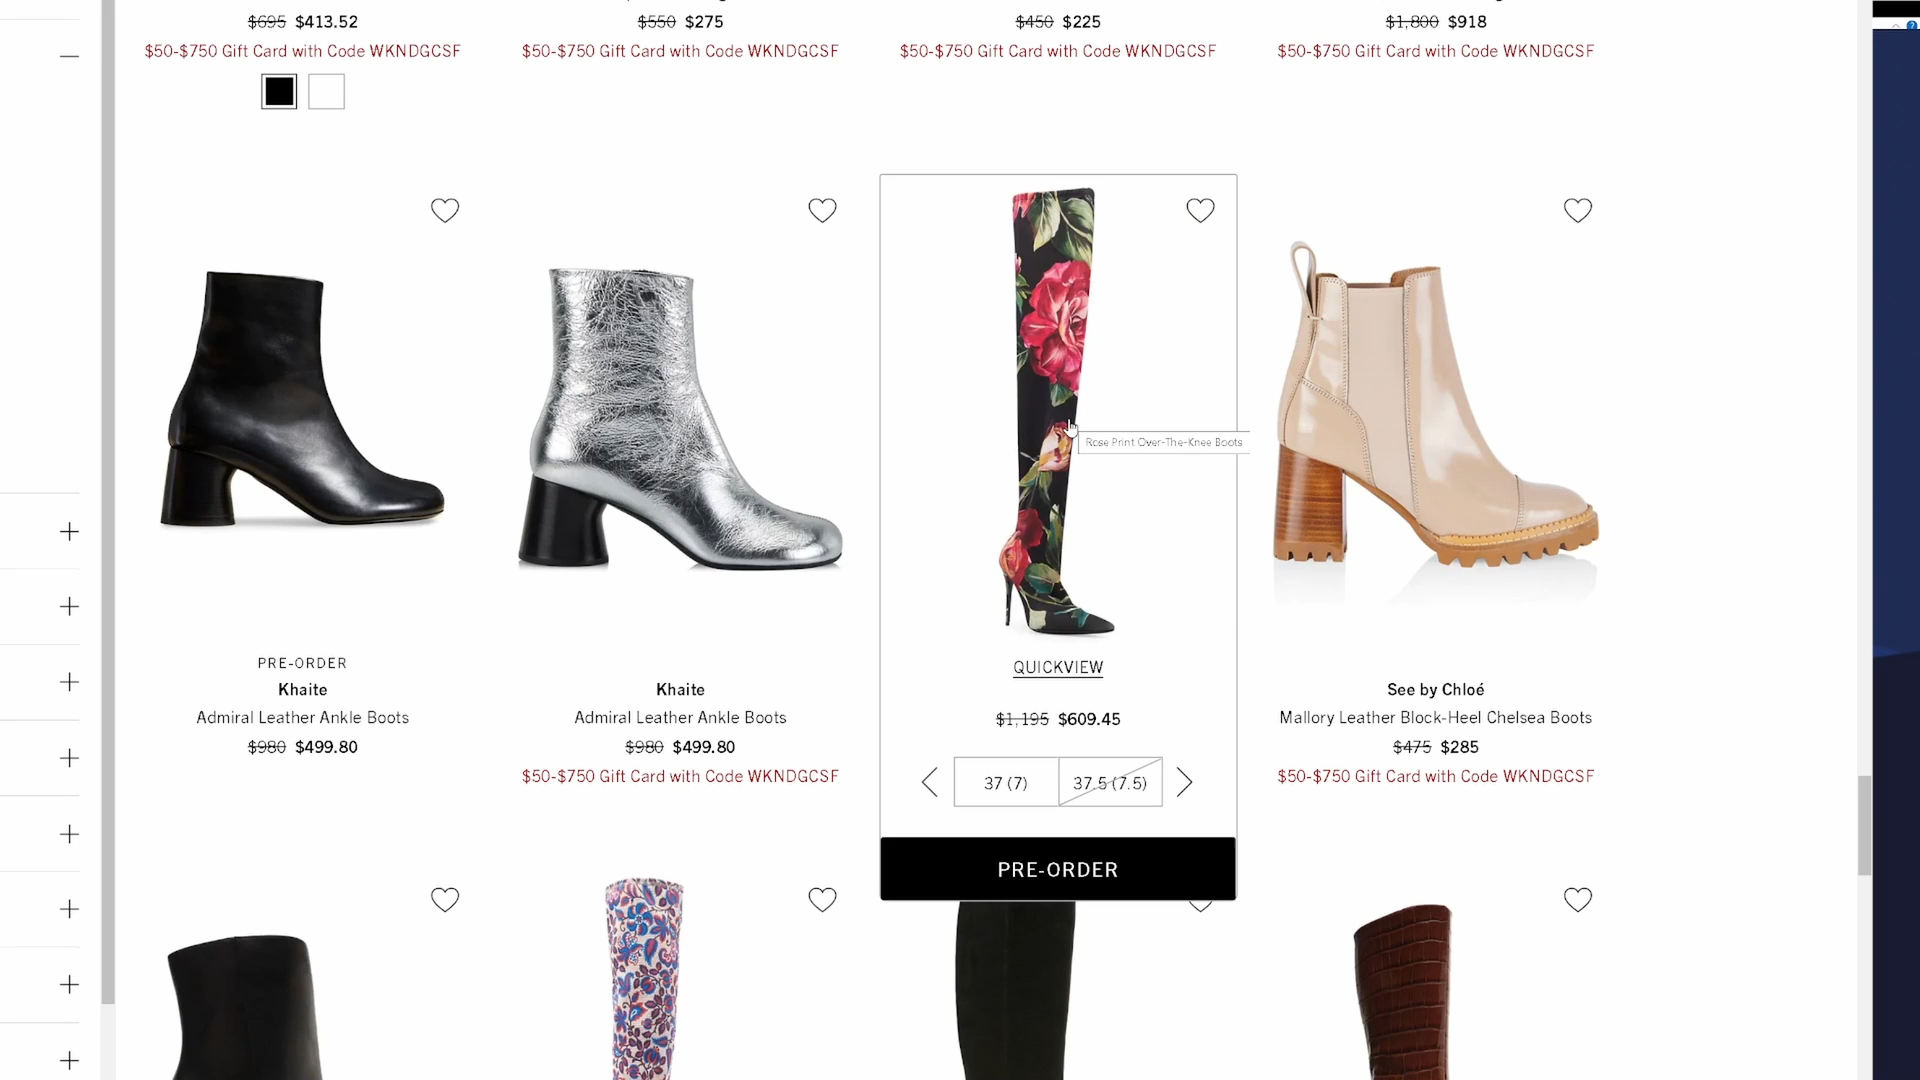 $695 $413.52
$50-$750 Gift Card with Code WKNDGCSF
$550 $275
$50-$750 Gift Card with Code WKNDGCSF
$450 $225
$50-$750 Gift Card with Code WKNDGCSF
$1,800 $918
$50-$750 Gift Card with Code WKNDGCSF
Rose Print Over-The-Knee Boots
PRE-ORDER
Khaite
Admiral Leather Ankle Boots
$980 $499.80
Khaite
Admiral Leather Ankle Boots
$980 $499.80
$50-$750 Gift Card with Code WKNDGCSF
QUICKVIEW
$1,195 $609.45
37 (7)
37.5 (7.5)
PRE-ORDER
See by Chloé
Mallory Leather Block-Heel Chelsea Boots
$475 $285
$50-$750 Gift Card with Code WKNDGCSF